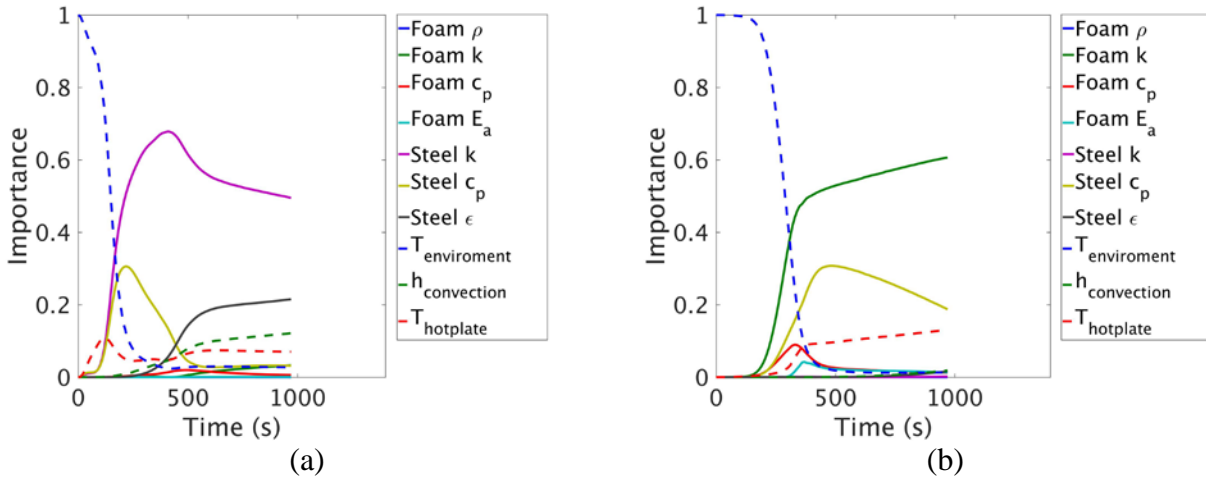 1
0.8
0.6
0.4
0.2
0
Importance
0 500 1000
Time (s)
Foam ρ
Foam k
Foam c_p
Foam E_a
Steel k
Steel c_p
Steel ϵ
T_enviroment
h_convection
T_hotplate
(a)
1
0.8
0.6
0.4
0.2
0
Importance
0 500 1000
Time (s)
Foam ρ
Foam k
Foam c_p
Foam E_a
Steel k
Steel c_p
Steel ϵ
T_enviroment
h_convection
T_hotplate
(b)